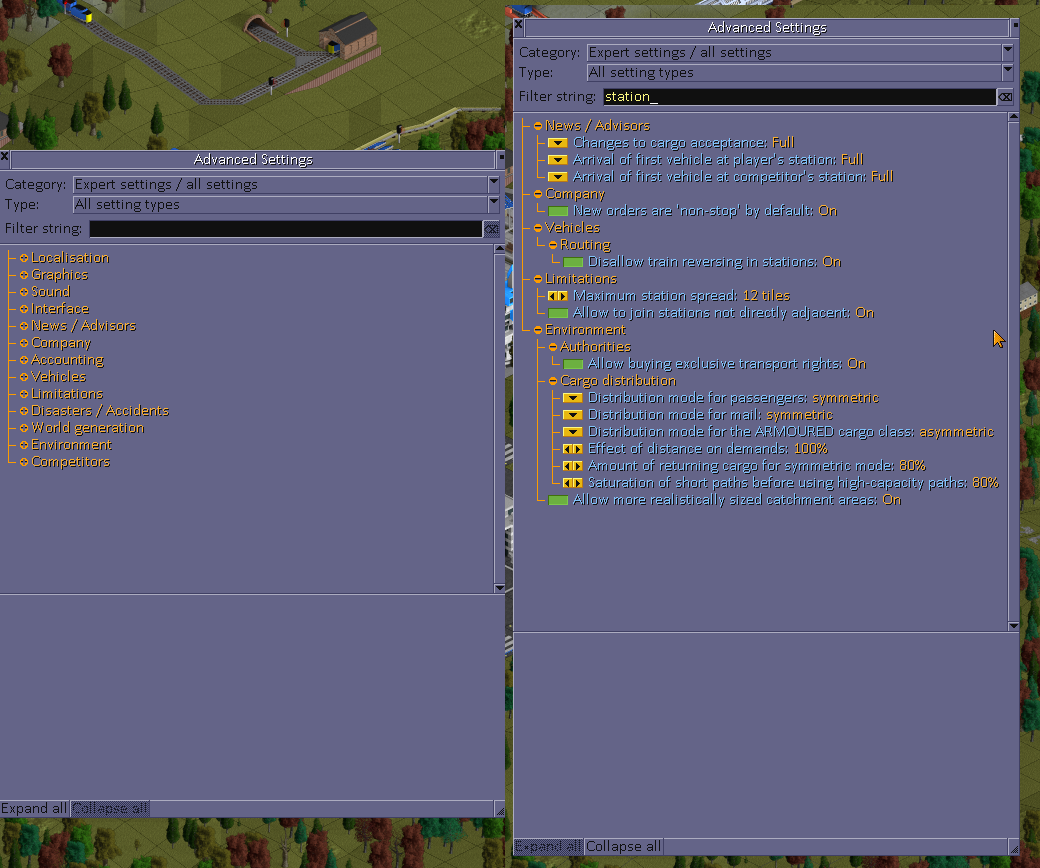 Advanced Settings
Category: Expert settings / all settings
Type: All setting types
Filter string:
Localisation
Graphics
Sound
Interface
News / Advisors
Company
Accounting
Vehicles
Limitations
Disasters / Accidents
World generation
Environment
Competitors
Expand all Collapse all
Advanced Settings
Category: Expert settings / all settings
Type: All setting types
Filter string: station_
News / Advisors
Changes to cargo acceptance: Full
Arrival of first vehicle at player's station: Full
Arrival of first vehicle at competitor's station: Full
Company
New orders are 'non-stop' by default: On
Vehicles
Routing
Disallow train reversing in stations: On
Limitations
Maximum station spread: 12 tiles
Allow to join stations not directly adjacent: On
Environment
Authorities
Allow buying exclusive transport rights: On
Cargo distribution
Distribution mode for passengers: symmetric
Distribution mode for mail: symmetric
Distribution mode for the ARMOURED cargo class: asymmetric
Effect of distance on demands: 100%
Amount of returning cargo for symmetric mode: 80%
Saturation of short paths before using high-capacity paths: 80%
Allow more realistically sized catchment areas: On
Expand all Collapse all